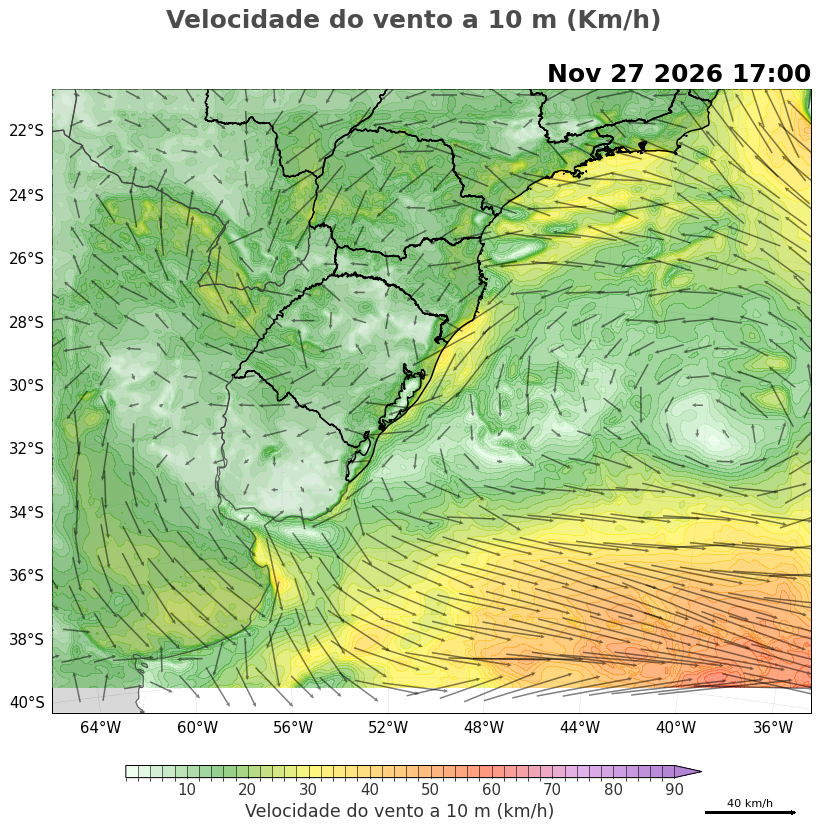 Velocidade do vento a 10 m (Km/h)
Nov 27 2026 17:00
22°S
24°S
26°S
28°S
30°S
32°S
34°S
36°S
38°S
40°S
64°W 60°W 56°W 52°W 48°W 44°W 40°W 36°W
10 20 30 40 50 60 70 80 90
Velocidade do vento a 10 m (km/h)
40 km/h